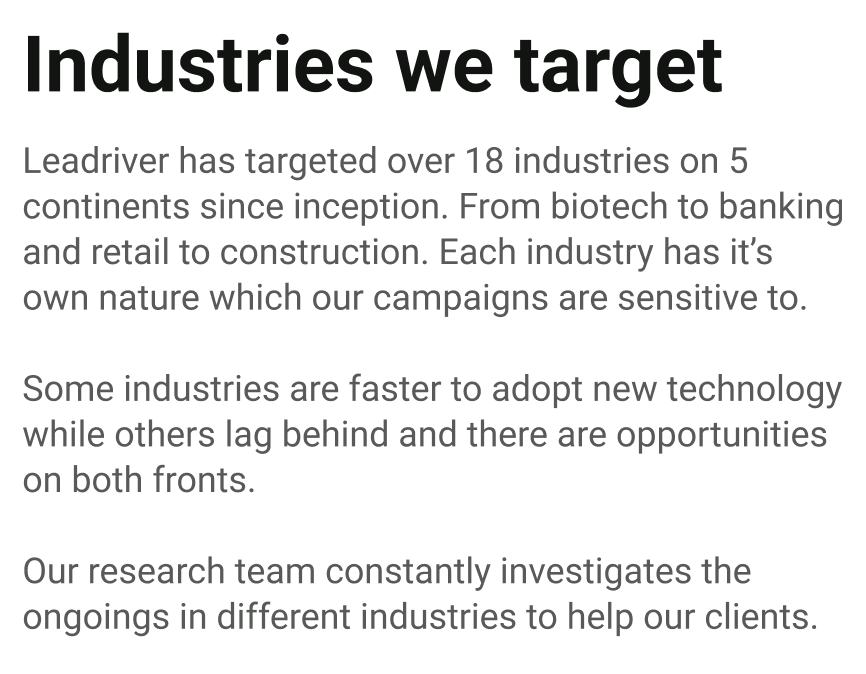 Industries we target
Leadriver has targeted over 18 industries on 5
continents since inception. From biotech to banking
and retail to construction. Each industry has it’s
own nature which our campaigns are sensitive to.
Some industries are faster to adopt new technology
while others lag behind and there are opportunities
on both fronts.
Our research team constantly investigates the
ongoings in different industries to help our clients.